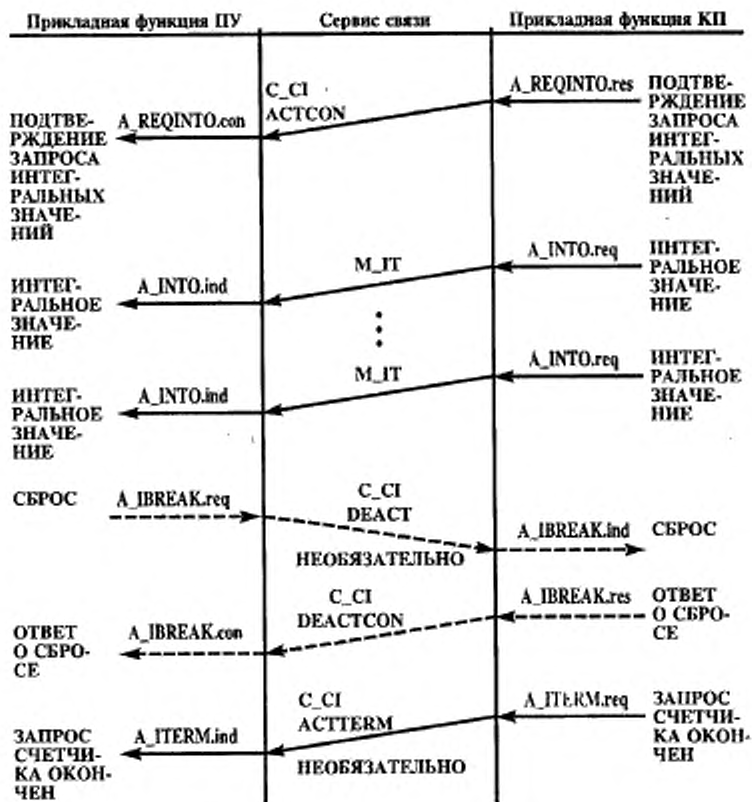 Прикладная функция ПУ
Сервис связи
Прикладная функция КП
ПОДТВЕ-
РЖДЕНИЕ
ЗАПРОСА
ИНТЕГ-
РАЛЬНЫХ
ЗНАЧЕ-
НИЙ
A_REQINTO.con
C_CI
ACTCON
A_REQINTO.res
ПОДТВЕ-
РЖДЕНИЕ
ЗАПРОСА
ИНТЕГ-
РАЛЬНЫХ
ЗНАЧЕ-
НИЙ
ИНТЕГ-
РАЛЬНОЕ
ЗНАЧЕ-
НИЕ
A_INTO.ind
M_IT
A_INTO.req
ИНТЕГ-
РАЛЬНОЕ
ЗНАЧЕ-
НИЕ
ИНТЕГ-
РАЛЬНОЕ
ЗНАЧЕ-
НИЕ
A_INTO.ind
M_IT
A_INTO.req
ИНТЕГ-
РАЛЬНОЕ
ЗНАЧЕ-
НИЕ
СБРОС
A_IBREAK.req
C_CI
DEACT
НЕОБЯЗАТЕЛЬНО
A_IBREAK.ind
СБРОС
ОТВЕТ
О СБРО-
СЕ
A_IBREAK.con
C_CI
DEACTCON
A_IBREAK.res
ОТВЕТ
О СБРО-
СЕ
ЗАПРОС
СЧЕТЧИ-
КА ОКОН-
ЧЕН
A_ITERM.ind
C_CI
ACTTERM
НЕОБЯЗАТЕЛЬНО
A_ITERM.req
ЗАПРОС
СЧЕТЧИ-
КА ОКОН-
ЧЕН